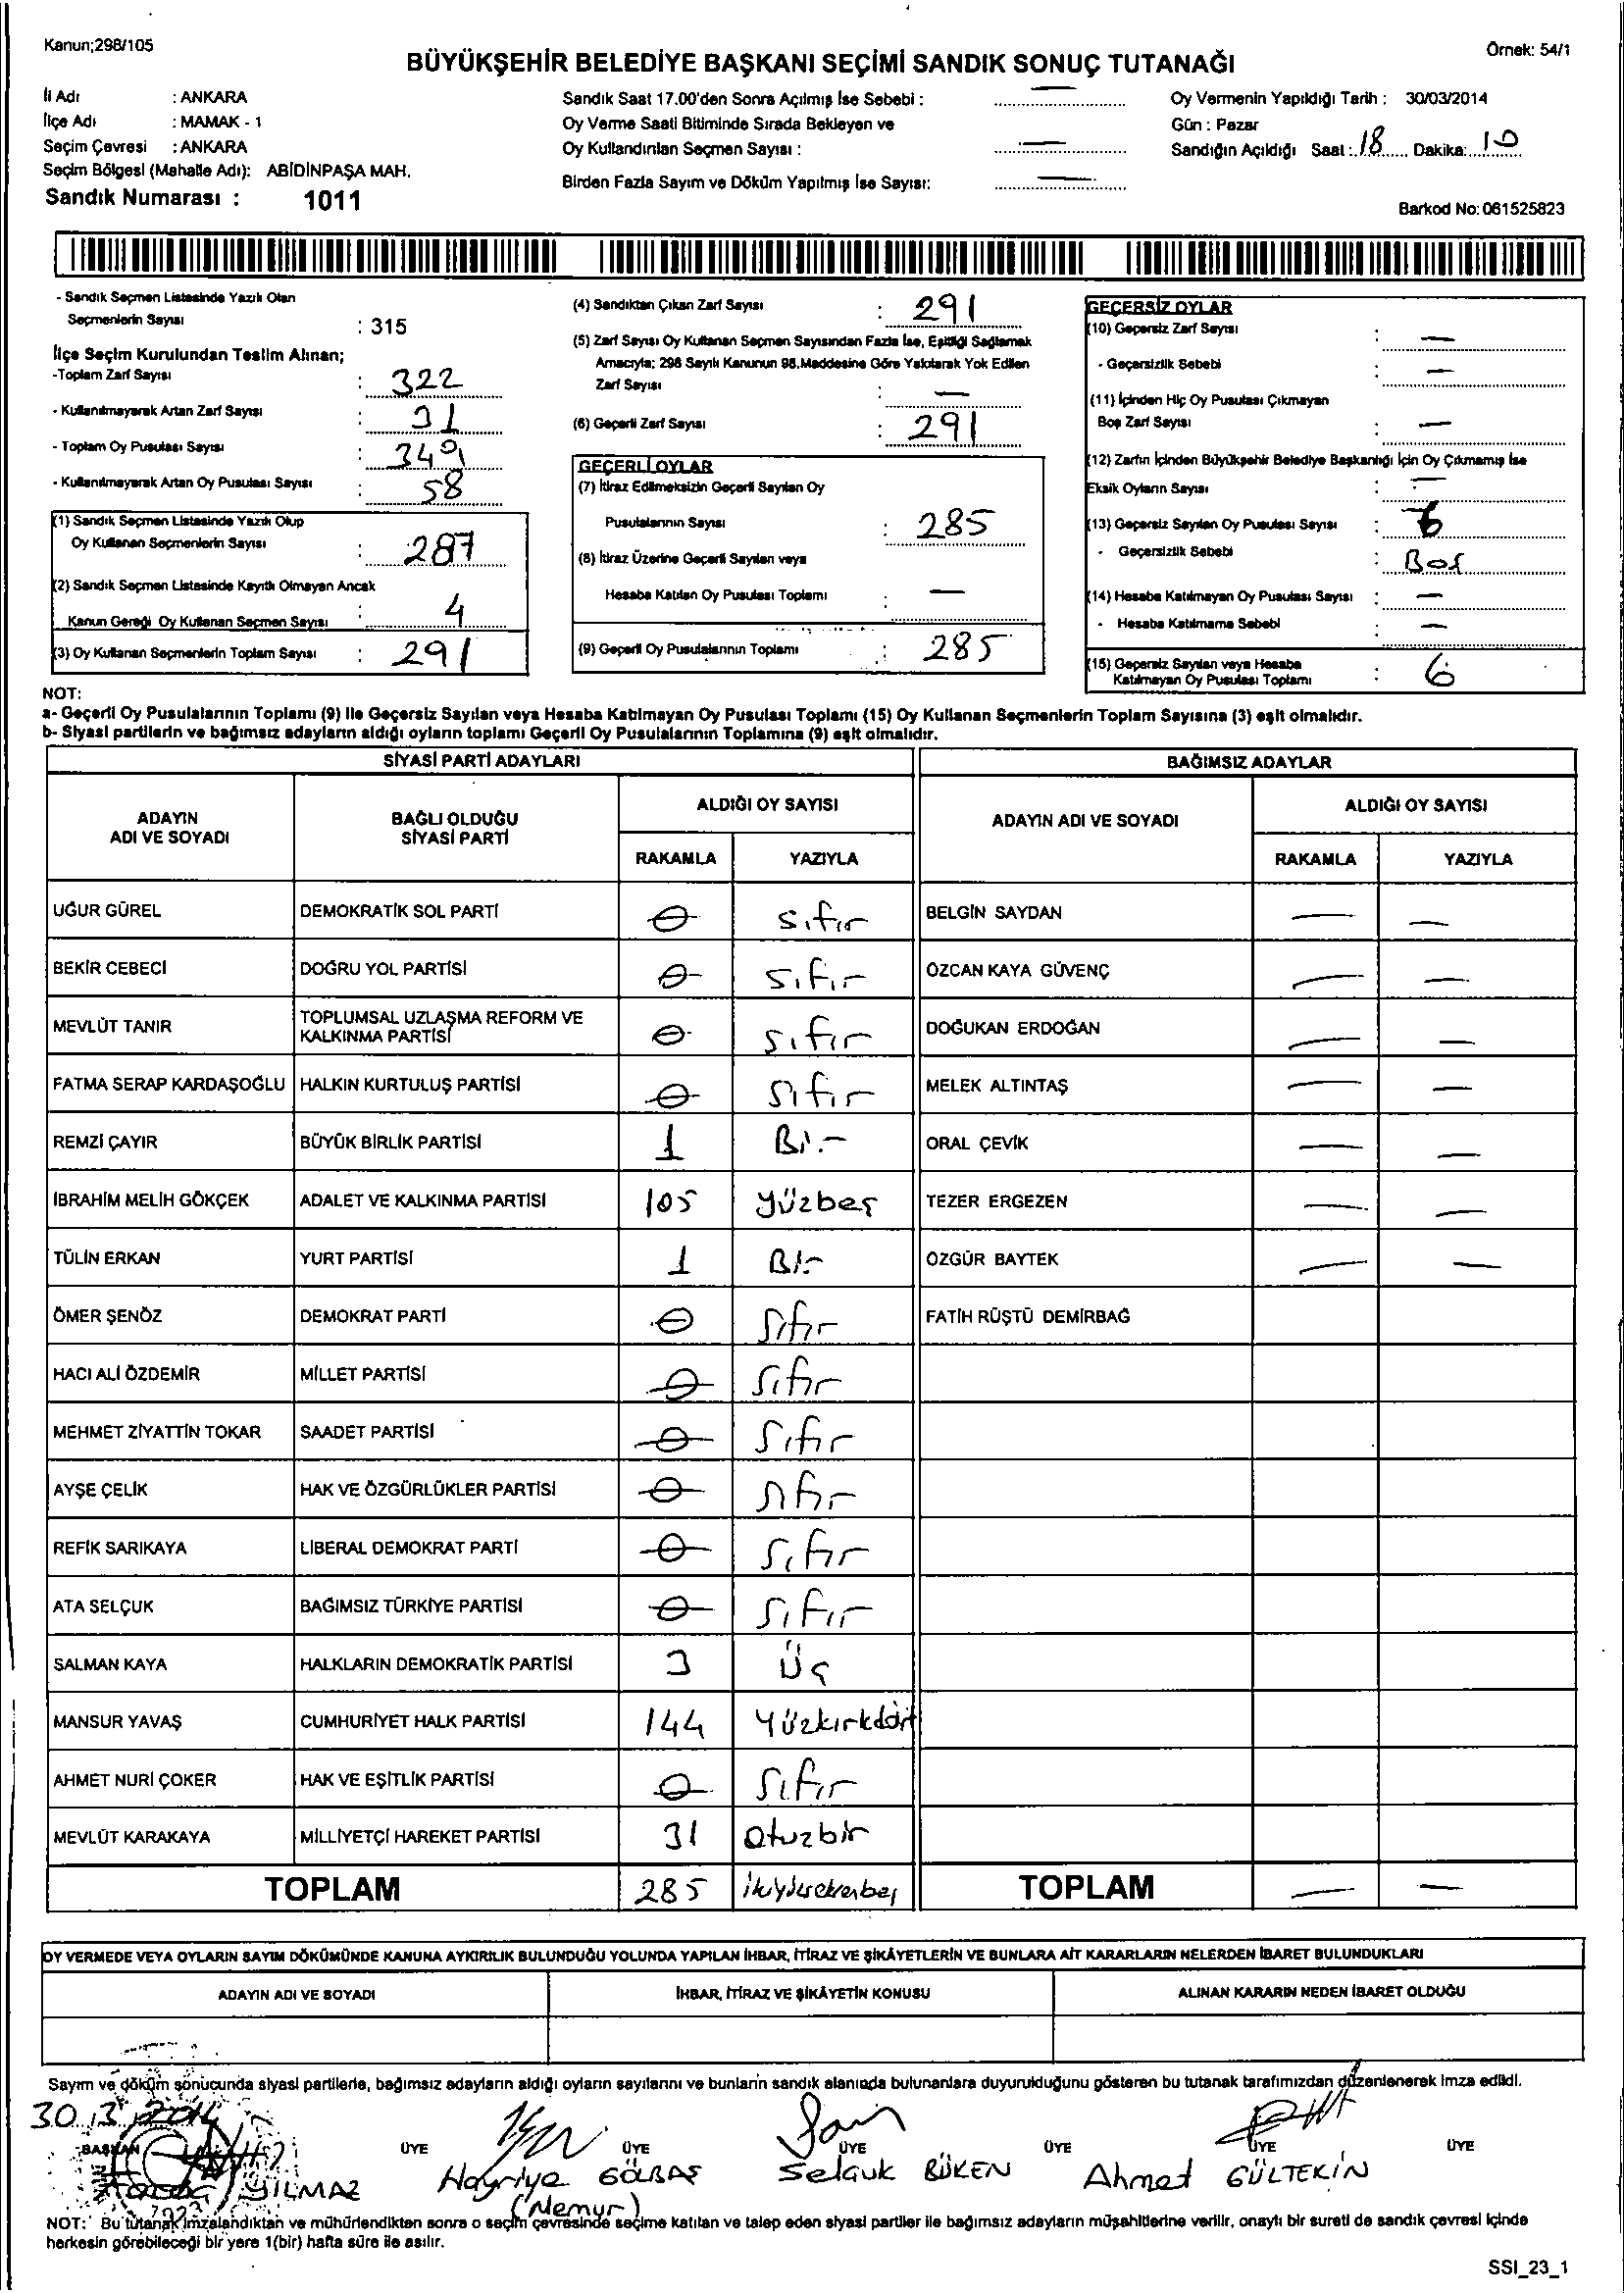 Kanun;298/105
Örnek: 54/1
BÜYÜKŞEHİR BELEDİYE BAŞKANI SEÇİMİ SANDIK SONUÇ TUTANAĞI
İl Adı : ANKARA
İlçe Adı : MAMAK - 1
Seçim Çevresi : ANKARA
Seçim Bölgesi (Mahalle Adı): ABİDİNPAŞA MAH.
Sandık Numarası : 1011
Sandık Saat 17.00'den Sonra Açılmış İse Sebebi : —
Oy Verme Saati Bitiminde Sırada Bekleyen ve
Oy Kullandırılan Seçmen Sayısı : —
Birden Fazla Sayım ve Döküm Yapılmış İse Sayısı: —
Oy Vermenin Yapıldığı Tarih : 30/03/2014
Gün : Pazar
Sandığın Açıldığı Saat : 18 Dakika: 10
Barkod No: 061525823
- Sandık Seçmen Listesinde Yazılı Olan
Seçmenlerin Sayısı : 315
İlçe Seçim Kurulundan Teslim Alınan;
-Toplam Zarf Sayısı : 322
- Kullanılmayarak Artan Zarf Sayısı : 31
- Toplam Oy Pusulası Sayısı : 349
- Kullanılmayarak Artan Oy Pusulası Sayısı : 58
(1) Sandık Seçmen Listesinde Yazılı Olup
Oy Kullanan Seçmenlerin Sayısı : 287
(2) Sandık Seçmen Listesinde Kayıtlı Olmayan Ancak
Kanun Gereği Oy Kullanan Seçmen Sayısı : 4
(3) Oy Kullanan Seçmenlerin Toplam Sayısı : 291
(4) Sandıktan Çıkan Zarf Sayısı : 291
(5) Zarf Sayısı Oy Kullanan Seçmen Sayısından Fazla İse, Eşitliği Sağlamak
Amacıyla; 298 Sayılı Kanunun 98.Maddesine Göre Yakılarak Yok Edilen
Zarf Sayısı : —
(6) Geçerli Zarf Sayısı : 291
GEÇERLİ OYLAR
(7) İtiraz Edilmeksizin Geçerli Sayılan Oy
Pusulalarının Sayısı : 285
(8) İtiraz Üzerine Geçerli Sayılan veya
Hesaba Katılan Oy Pusulası Toplamı : —
(9) Geçerli Oy Pusulalarının Toplamı : 285
GEÇERSİZ OYLAR
(10) Geçersiz Zarf Sayısı : —
- Geçersizlik Sebebi : —
(11) İçinden Hiç Oy Pusulası Çıkmayan
Boş Zarf Sayısı : —
(12) Zarfın İçinden Büyükşehir Belediye Başkanlığı İçin Oy Çıkmamış İse
Eksik Oyların Sayısı : —
(13) Geçersiz Sayılan Oy Pusulası Sayısı : 6
- Geçersizlik Sebebi : Boş
(14) Hesaba Katılmayan Oy Pusulası Sayısı : —
- Hesaba Katılmama Sebebi : —
(15) Geçersiz Sayılan veya Hesaba
Katılmayan Oy Pusulası Toplamı : 6
NOT:
a- Geçerli Oy Pusulalarının Toplamı (9) ile Geçersiz Sayılan veya Hesaba Katılmayan Oy Pusulası Toplamı (15) Oy Kullanan Seçmenlerin Toplam Sayısına (3) eşit olmalıdır.
b- Siyasi partilerin ve bağımsız adayların aldığı oyların toplamı Geçerli Oy Pusulalarının Toplamına (9) eşit olmalıdır.
SİYASİ PARTİ ADAYLARI BAĞIMSIZ ADAYLAR
ADAYIN ADI VE SOYADI BAĞLI OLDUĞU SİYASİ PARTİ ALDIĞI OY SAYISI ADAYIN ADI VE SOYADI ALDIĞI OY SAYISI
RAKAMLA YAZIYLA RAKAMLA YAZIYLA
UĞUR GÜREL DEMOKRATİK SOL PARTİ 0 sıfır BELGİN SAYDAN — —
BEKİR CEBECİ DOĞRU YOL PARTİSİ 0 sıfır ÖZCAN KAYA GÜVENÇ — —
MEVLÜT TANIR TOPLUMSAL UZLAŞMA REFORM VE KALKINMA PARTİSİ 0 sıfır DOĞUKAN ERDOĞAN — —
FATMA SERAP KARDAŞOĞLU HALKIN KURTULUŞ PARTİSİ 0 sıfır MELEK ALTINTAŞ — —
REMZİ ÇAYIR BÜYÜK BİRLİK PARTİSİ 1 Bir ORAL ÇEVİK — —
İBRAHİM MELİH GÖKÇEK ADALET VE KALKINMA PARTİSİ 105 Yüzbeş TEZER ERGEZEN — —
TÜLİN ERKAN YURT PARTİSİ 1 Bir ÖZGÜR BAYTEK — —
ÖMER ŞENÖZ DEMOKRAT PARTİ 0 Sıfır FATİH RÜŞTÜ DEMİRBAĞ
HACI ALİ ÖZDEMİR MİLLET PARTİSİ 0 Sıfır
MEHMET ZİYATTİN TOKAR SAADET PARTİSİ 0 Sıfır
AYŞE ÇELİK HAK VE ÖZGÜRLÜKLER PARTİSİ 0 Sıfır
REFİK SARIKAYA LİBERAL DEMOKRAT PARTİ 0 Sıfır
ATA SELÇUK BAĞIMSIZ TÜRKİYE PARTİSİ 0 Sıfır
SALMAN KAYA HALKLARIN DEMOKRATİK PARTİSİ 3 Üç
MANSUR YAVAŞ CUMHURİYET HALK PARTİSİ 144 Yüzkırkdört
AHMET NURİ ÇOKER HAK VE EŞİTLİK PARTİSİ 0 Sıfır
MEVLÜT KARAKAYA MİLLİYETÇİ HAREKET PARTİSİ 31 Otuzbir
TOPLAM 285 ikiyüzseksenbeş TOPLAM — —
OY VERMEDE VEYA OYLARIN SAYIM DÖKÜMÜNDE KANUNA AYKIRILIK BULUNDUĞU YOLUNDA YAPILAN İHBAR, İTİRAZ VE ŞİKÂYETLERİN VE BUNLARA AİT KARARLARIN NELERDEN İBARET BULUNDUKLARI
ADAYIN ADI VE SOYADI İHBAR, İTİRAZ VE ŞİKÂYETİN KONUSU ALINAN KARARIN NEDEN İBARET OLDUĞU
Sayım ve döküm sonucunda siyasi partilerle, bağımsız adayların aldığı oyların sayılarını ve bunların sandık alanında bulunanlara duyurulduğunu gösteren bu tutanak tarafımızdan düzenlenerek imza edildi.
30.3.2014
BAŞKAN ÜYE ÜYE ÜYE ÜYE ÜYE ÜYE
YILMAZ Hayriye GÖLBAŞ Selçuk BÜKEN Ahmet GÜLTEKİN
(Memur)
NOT: Bu tutanak imzalandıktan ve mühürlendikten sonra o seçim çevresinde seçime katılan ve talep eden siyasi partiler ile bağımsız adayların müşahitlerine verilir, onaylı bir sureti de sandık çevresi içinde
herkesin görebileceği bir yere 1(bir) hafta süre ile asılır.
SSI_23_1